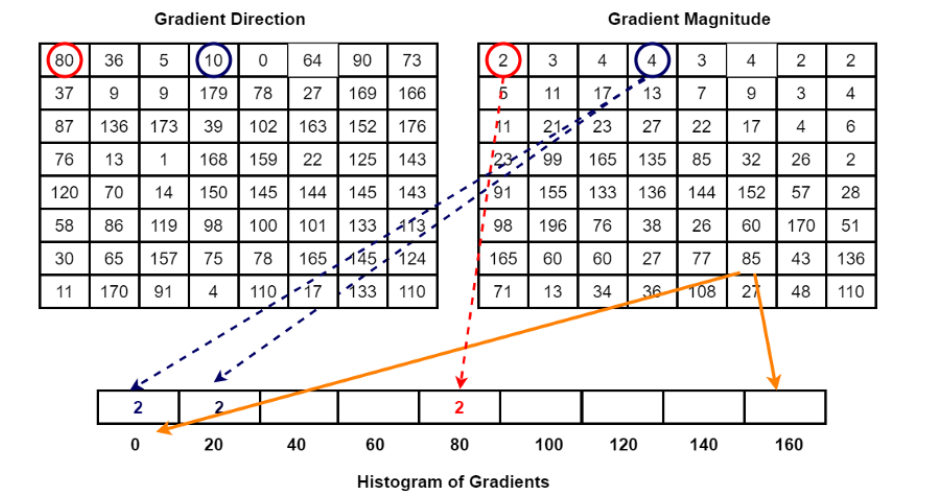 Gradient Direction Gradient Magnitude
80 36 5 10 0 64 90 73 2 3 4 4 3 4 2 2
37 9 9 179 78 27 169 166 5 11 17 13 7 9 3 4
87 136 173 39 102 163 152 176 11 21 23 27 22 17 4 6
76 13 1 168 159 22 125 143 23 99 165 135 85 32 26 2
120 70 14 150 145 144 145 143 91 155 133 136 144 152 57 28
58 86 119 98 100 101 133 113 98 196 76 38 26 60 170 51
30 65 157 75 78 165 145 124 165 60 60 27 77 85 43 136
11 170 91 4 110 17 133 110 71 13 34 36 108 27 48 110
2 2 2
0 20 40 60 80 100 120 140 160
Histogram of Gradients